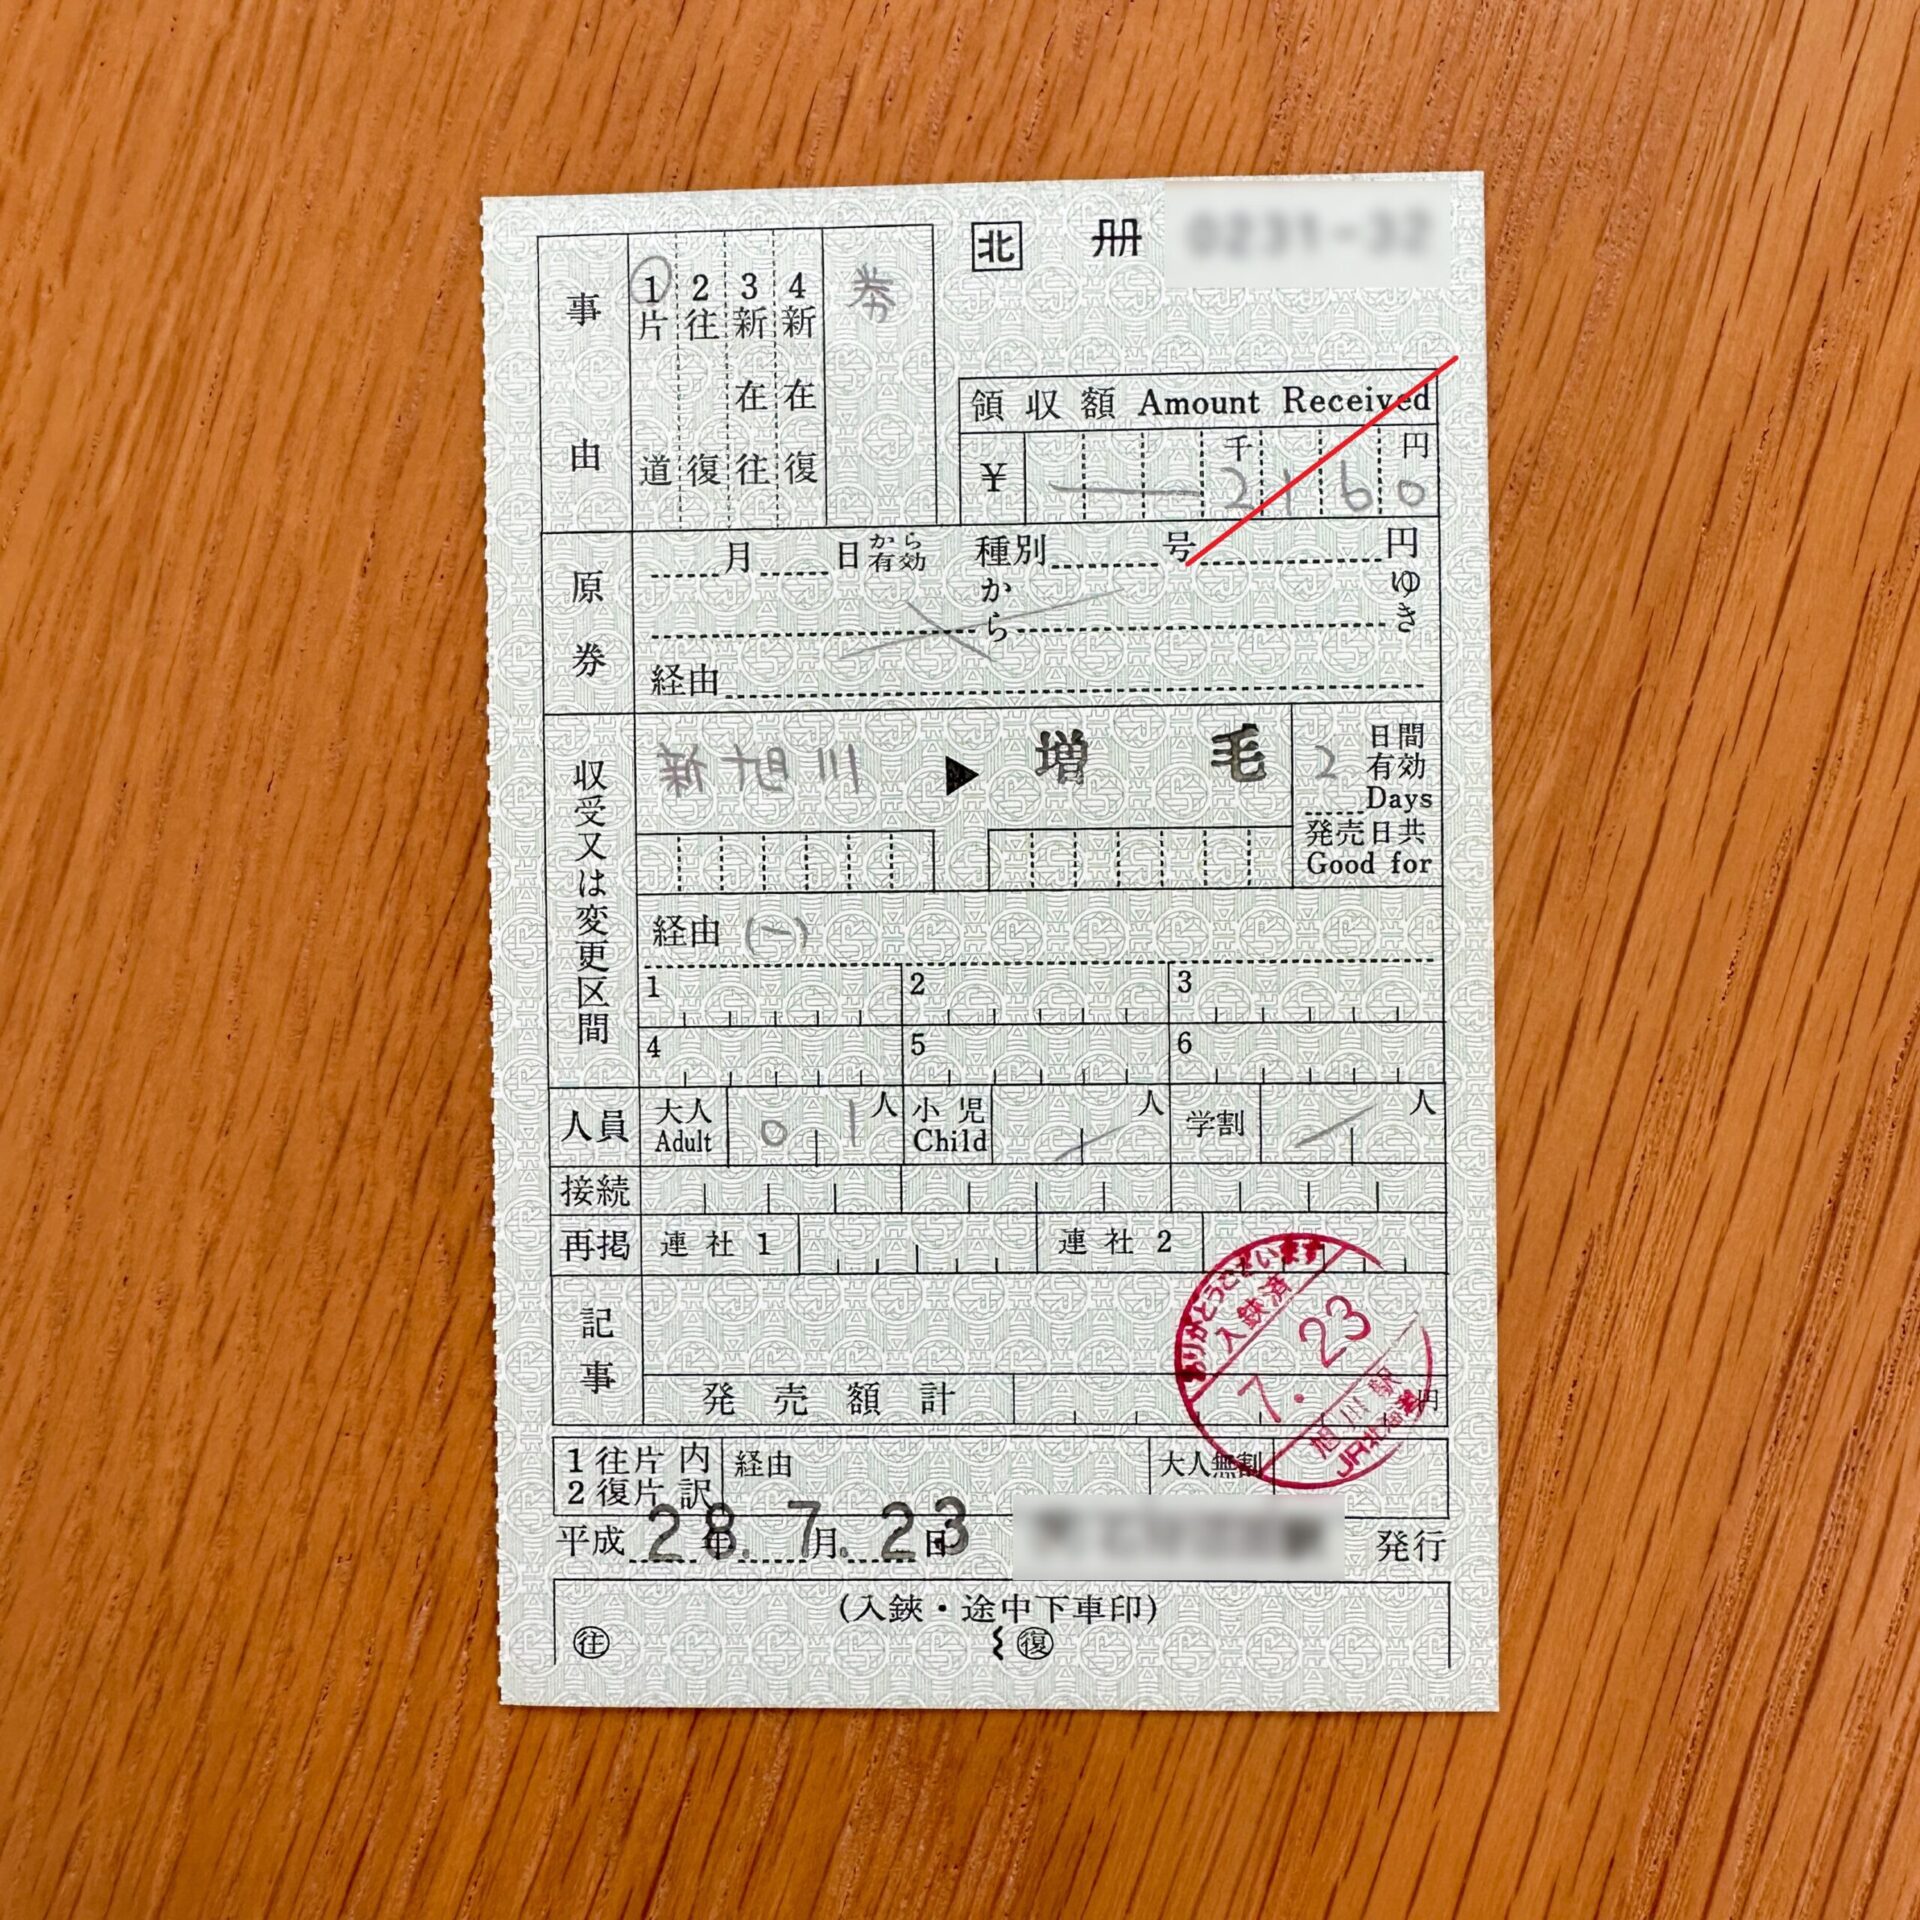 北 冊
事由
1 片道
2 往復
3 新在新往
4 新在復
券
領収額 Amount Received
¥ 千 円
2160
原券
月 日から有効 種別 号 円
から ゆき
経由
収受又は変更区間
新旭川 ▶ 増毛
2 日間有効
Days
発売日共
Good for
経由 (一)
1 2 3
4 5 6
人員 大人 Adult 01人 小児 Child 人 学割 人
接続
再掲 連社1 連社2
記事
発売額計 円
ありがとうございます
入鋏済
7.23
旭川駅
JR北海道
1往片 内
2復片 訳
経由 大人無割
平成28年.7月.23日 発行
(入鋏・途中下車印)
往 復